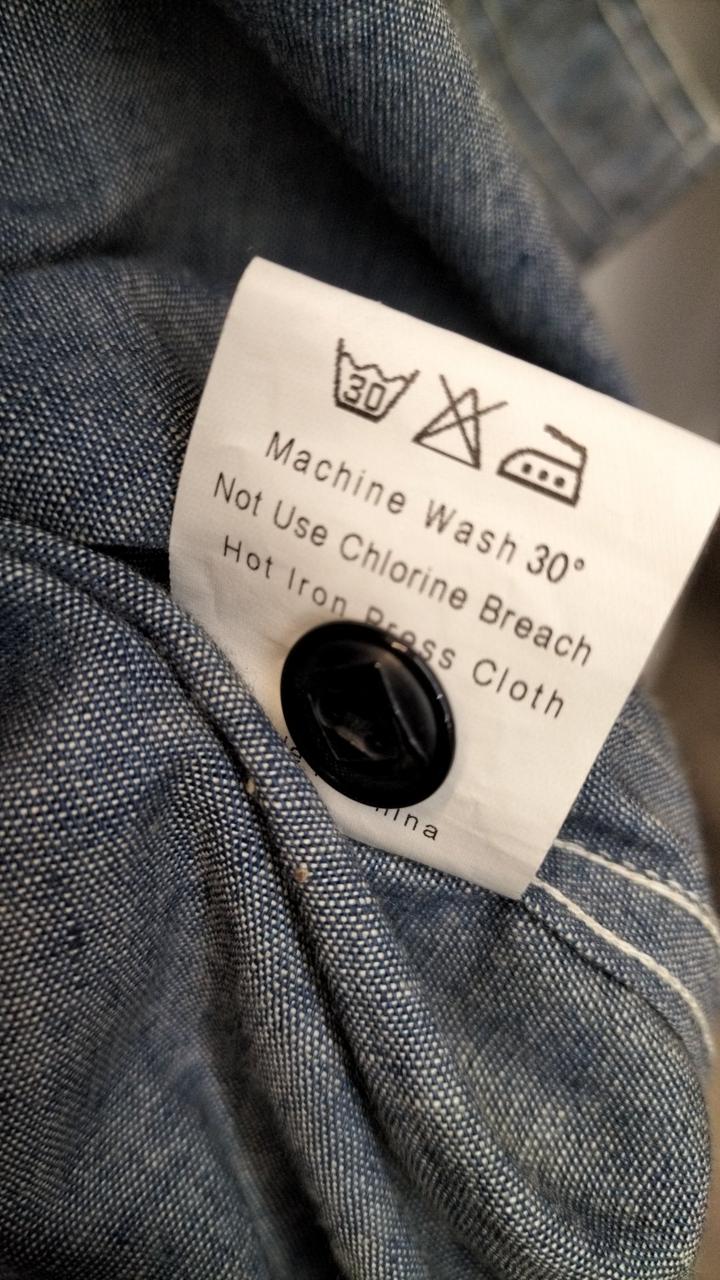 30
Machine Wash 30°
Not Use Chlorine Breach
Hot Iron Press Cloth